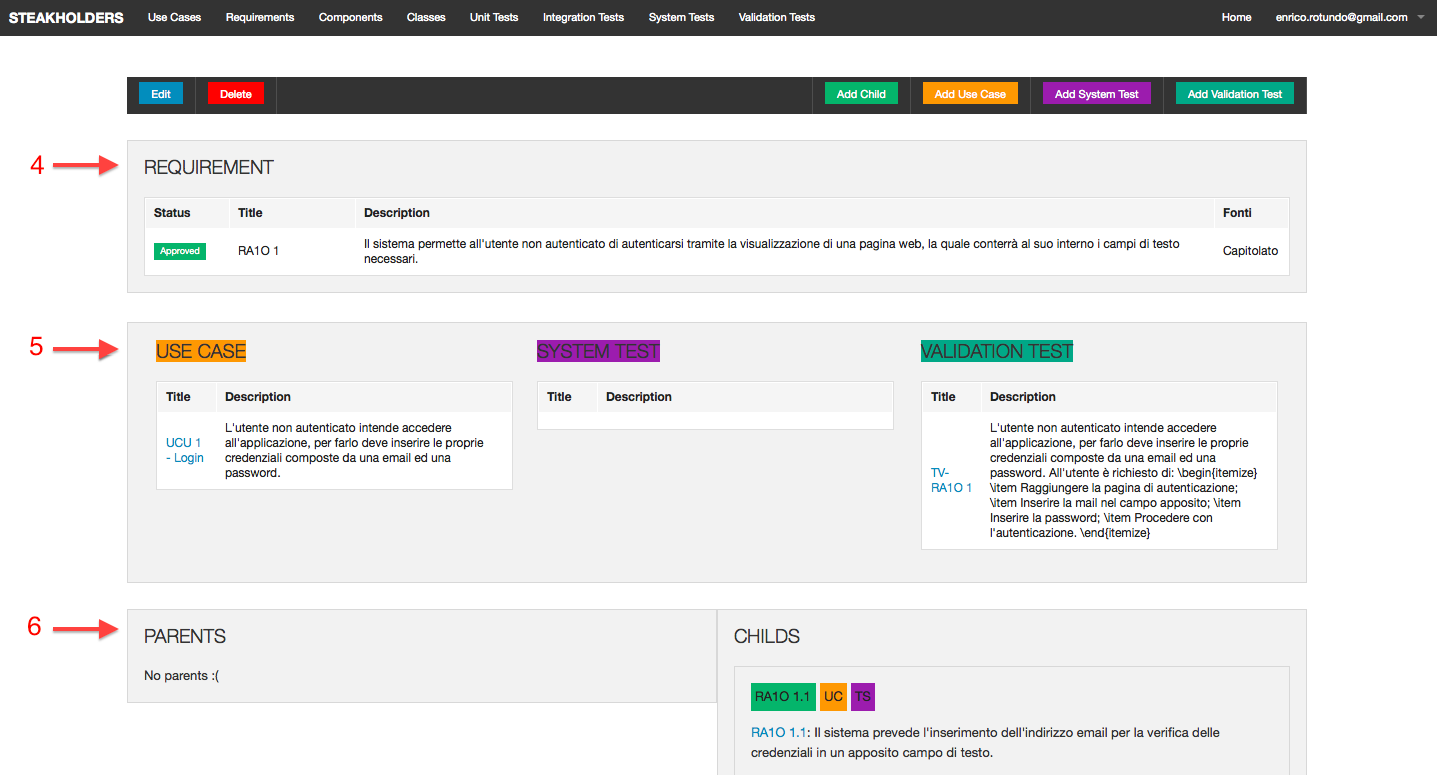 STEAKHOLDERS Use Cases Requirements Components Classes Unit Tests Integration Tests System Tests Validation Tests Home enrico.rotundo@gmail.com
Edit Delete Add Child Add Use Case Add System Test Add Validation Test
4
REQUIREMENT
Status Title Description Fonti
Approved RA1O 1 Il sistema permette all'utente non autenticato di autenticarsi tramite la visualizzazione di una pagina web, la quale conterrà al suo interno i campi di testo
necessari.
Capitolato
5
USE CASE
Title Description
UCU 1
- Login
L'utente non autenticato intende accedere
all'applicazione, per farlo deve inserire le proprie
credenziali composte da una email ed una
password.
SYSTEM TEST
Title Description
VALIDATION TEST
Title Description
TV-
RA1O 1
L'utente non autenticato intende accedere
all'applicazione, per farlo deve inserire le proprie
credenziali composte da una email ed una
password. All'utente è richiesto di: \begin{itemize}
\item Raggiungere la pagina di autenticazione;
\item Inserire la mail nel campo apposito; \item
Inserire la password; \item Procedere con
l'autenticazione. \end{itemize}
6
PARENTS
No parents :(
CHILDS
RA1O 1.1 UC TS
RA1O 1.1: Il sistema prevede l'inserimento dell'indirizzo email per la verifica delle
credenziali in un apposito campo di testo.